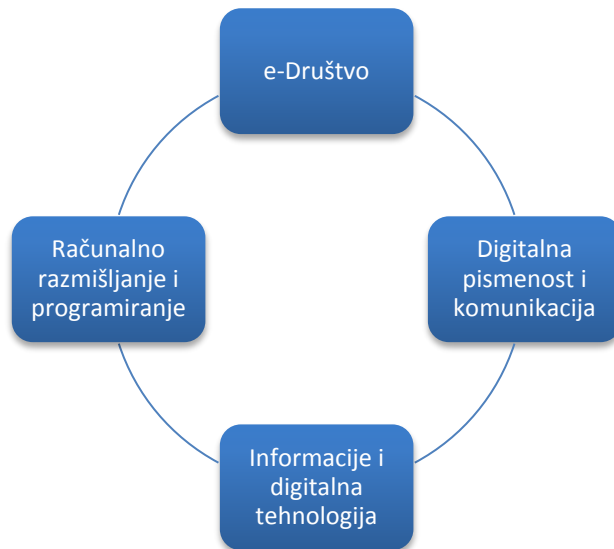 e-Društvo
Računalno
razmišljanje i
programiranje
Digitalna
pismenost i
komunikacija
Informacije i
digitalna
tehnologija